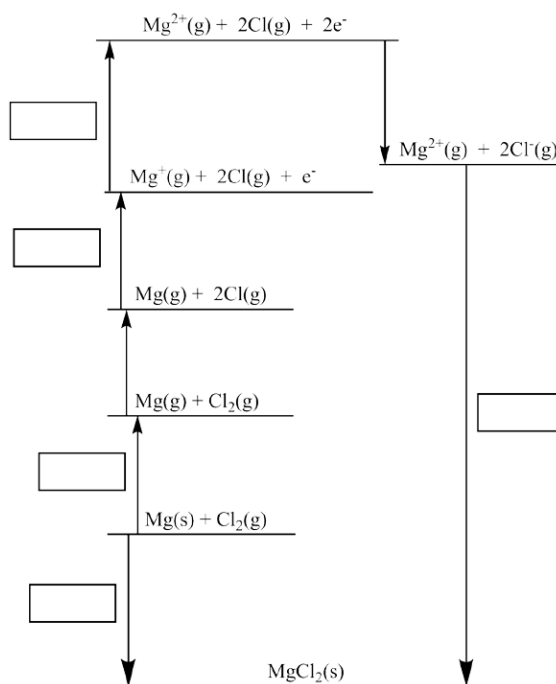 Mg²⁺(g) + 2Cl(g) + 2e⁻
Mg²⁺(g) + 2Cl⁻(g)
Mg⁺(g) + 2Cl(g) + e⁻
Mg(g) + 2Cl(g)
Mg(g) + Cl₂(g)
Mg(s) + Cl₂(g)
MgCl₂(s)